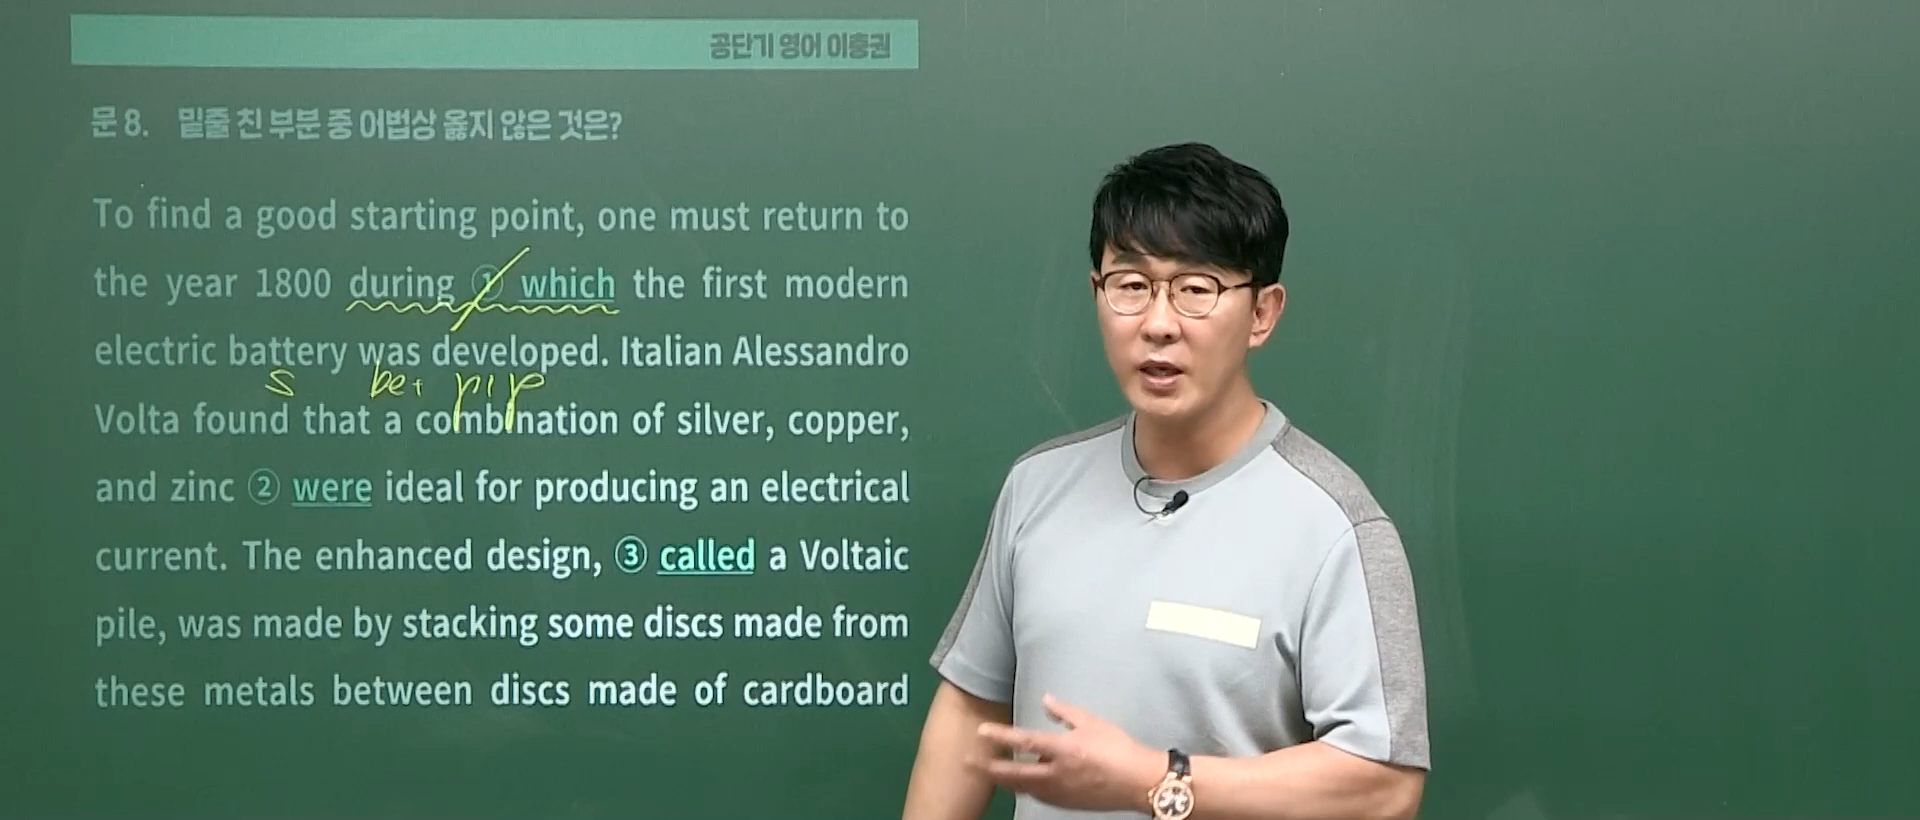 공단기 영어 이충권
문 8. 밑줄 친 부분 중 어법상 옳지 않은 것은?
To find a good starting point, one must return to
the year 1800 during ① which the first modern
electric battery was developed. Italian Alessandro
s be+ p.p
Volta found that a combination of silver, copper,
and zinc ② were ideal for producing an electrical
current. The enhanced design, ③ called a Voltaic
pile, was made by stacking some discs made from
these metals between discs made of cardboard